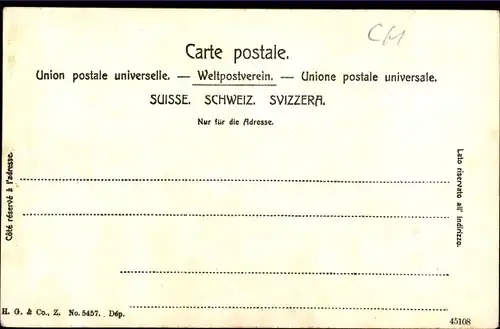 CH
Carte postale.
Union postale universelle. — Weltpostverein. — Unione postale universale.
SUISSE. SCHWEIZ. SVIZZERA.
Nur für die Adresse.
Côté réservé à l'adresse.
Lato riservato all' indirizzo.
H. G. & Co., Z. No. 5457. Dép.
45108